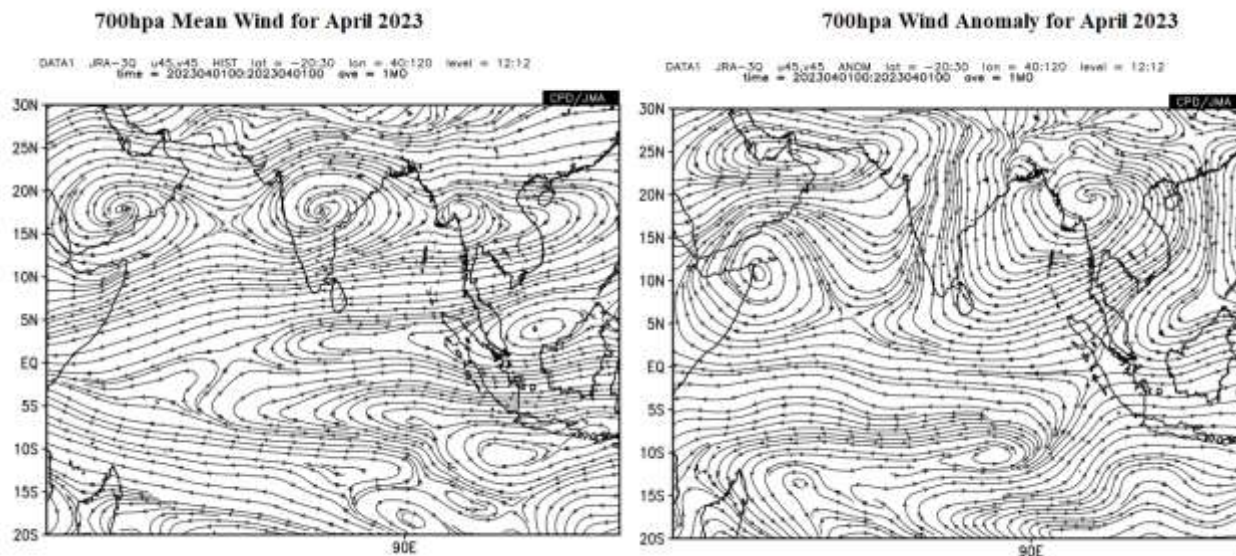 700hpa Mean Wind for April 2023
DATA1 JRA-3Q u45,v45 HIST lat = -20:30 lon = 40:120 level = 12:12
time = 2023040100:2023040100 ave = 1MO
CPD/JMA
30N
25N
20N
15N
10N
5N
EQ
5S
10S
15S
20S
90E
700hpa Wind Anomaly for April 2023
DATA1 JRA-3Q u45,v45 ANOM lat = -20:30 lon = 40:120 level = 12:12
time = 2023040100:2023040100 ave = 1MO
CPD/JMA
30N
25N
20N
15N
10N
5N
EQ
5S
10S
15S
20S
90E